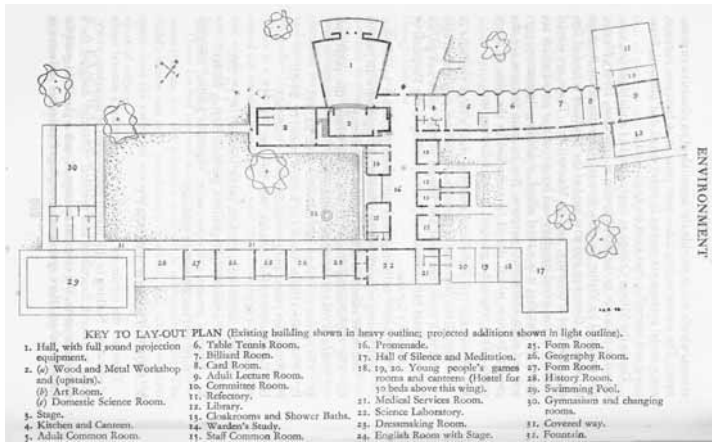 ENVIRONMENT
KEY TO LAY-OUT PLAN (Existing building shown in heavy outline; projected additions shown in light outline).
1. Hall, with full sound projection
equipment.
2. (a) Wood and Metal Workshop
and (upstairs).
(b) Art Room.
(c) Domestic Science Room.
3. Stage.
4. Kitchen and Canteen.
5. Adult Common Room.
6. Table Tennis Room.
7. Billiard Room.
8. Card Room.
9. Adult Lecture Room.
10. Committee Room.
11. Refectory.
12. Library.
13. Cloakrooms and Shower Baths.
14. Warden's Study.
15. Staff Common Room.
16. Promenade.
17. Hall of Silence and Meditation.
18, 19, 20. Young people's games
rooms and canteens (Hostel for
50 beds above this wing).
21. Medical Services Room.
22. Science Laboratory.
23. Dressmaking Room.
24. English Room with Stage.
25. Form Room.
26. Geography Room.
27. Form Room.
28. History Room.
29. Swimming Pool.
30. Gymnasium and changing
rooms.
31. Covered way.
32. Fountain.